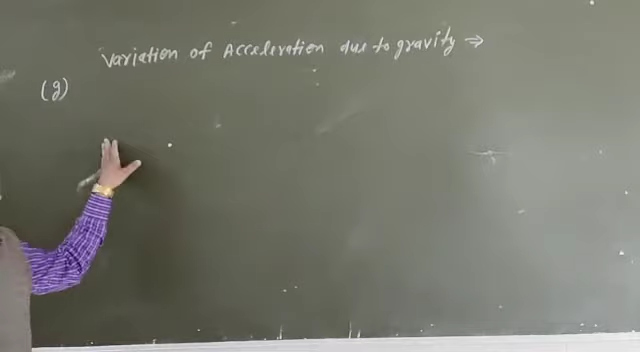 Variation of Acceleration due to gravity ⇒
(g)